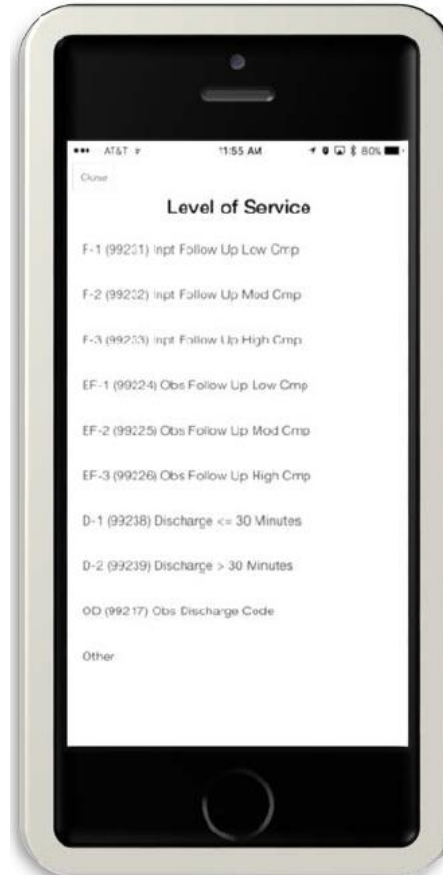 AT&T 11:55 AM 80%
Close
Level of Service
F-1 (99231) Inpt Follow Up Low Cmp
F-2 (99232) Inpt Follow Up Mod Cmp
F-3 (99233) Inpt Follow Up High Cmp
EF-1 (99224) Obs Follow Up Low Cmp
EF-2 (99225) Obs Follow Up Mod Cmp
EF-3 (99226) Obs Follow Up High Cmp
D-1 (99238) Discharge <= 30 Minutes
D-2 (99239) Discharge > 30 Minutes
OD (99217) Obs Discharge Code
Other